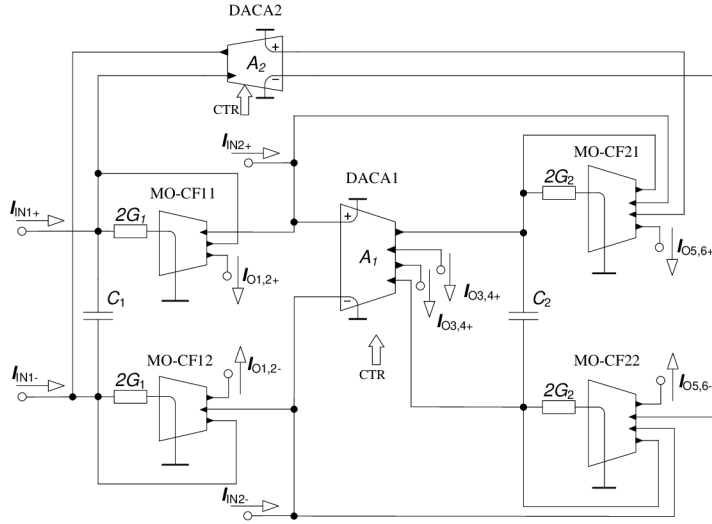 DACA2
+
A2
−
CTR
IIN2+
MO-CF21
DACA1
MO-CF11
2G2
IIN1+
2G1
+
A1
IO5,6+
IO1,2+
IO3,4+
C1
IO3,4+
C2
−
MO-CF12
IO1,2-
MO-CF22
CTR
IIN1-
2G1
2G2
IO5,6-
IIN2-